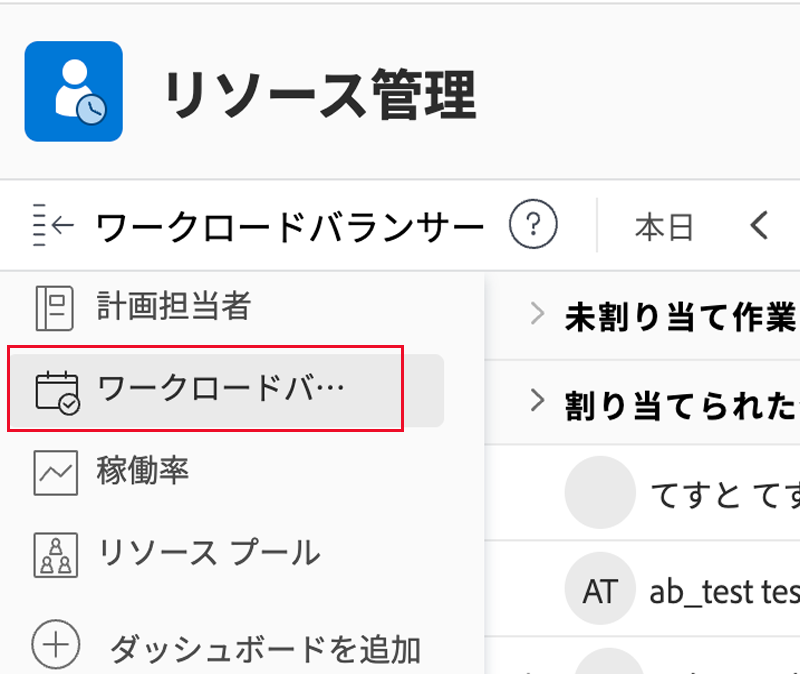 リソース管理
ワークロードバランサー ? 本日
計画担当者
ワークロードバ…
稼働率
リソース プール
ダッシュボードを追加
未割り当て作業
割り当てられた
てすと てす
AT ab_test tes